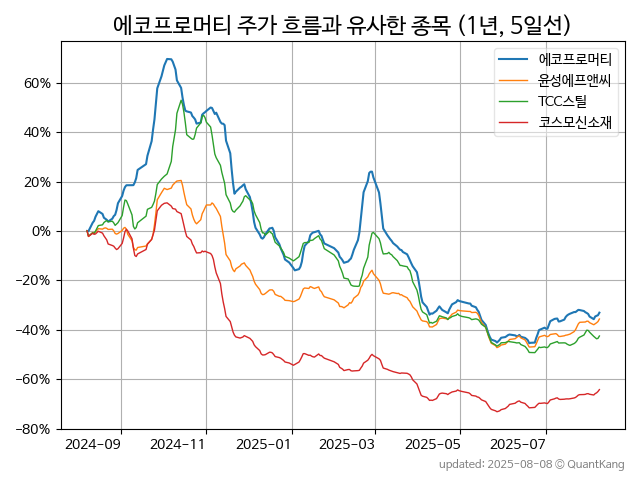 에코프로머티 주가 흐름과 유사한 종목 (1년, 5일선)
에코프로머티
윤성에프앤씨
TCC스틸
코스모신소재
60%
40%
20%
0%
−20%
−40%
−60%
−80%
2024-09 2024-11 2025-01 2025-03 2025-05 2025-07
updated: 2025-08-08 © QuantKang